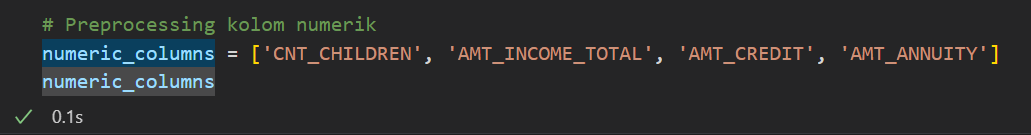 # Preprocessing kolom numerik
numeric_columns = ['CNT_CHILDREN', 'AMT_INCOME_TOTAL', 'AMT_CREDIT', 'AMT_ANNUITY']
numeric_columns
0.1s